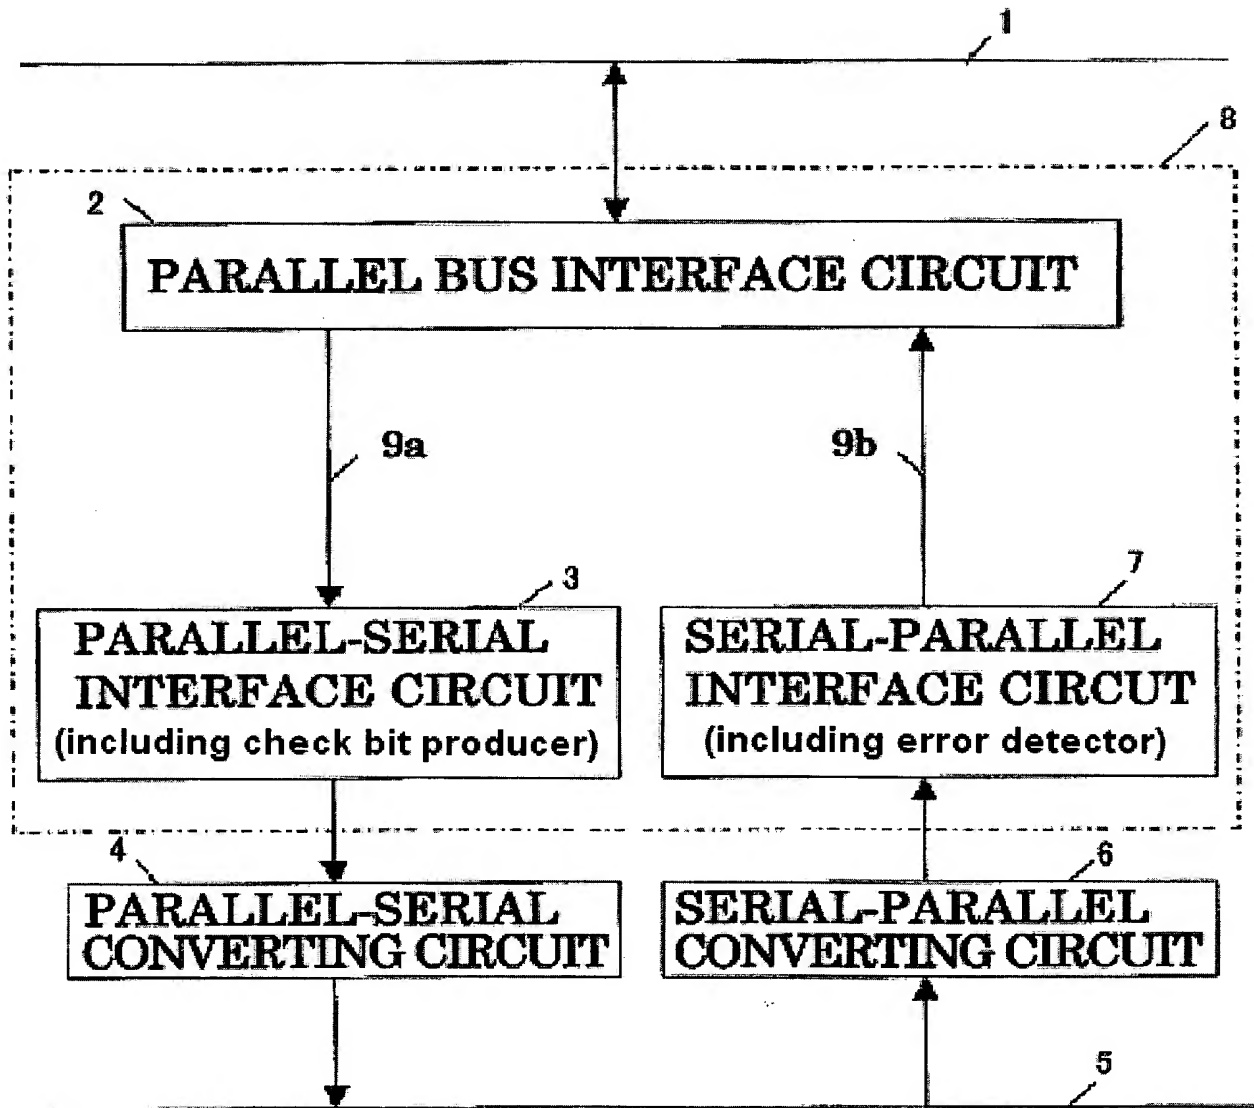 1
8
2
PARALLEL BUS INTERFACE CIRCUIT
9a
9b
3
PARALLEL-SERIAL
INTERFACE CIRCUIT
(including check bit producer)
7
SERIAL-PARALLEL
INTERFACE CIRCUT
(including error detector)
4
PARALLEL-SERIAL
CONVERTING CIRCUIT
6
SERIAL-PARALLEL
CONVERTING CIRCUIT
5